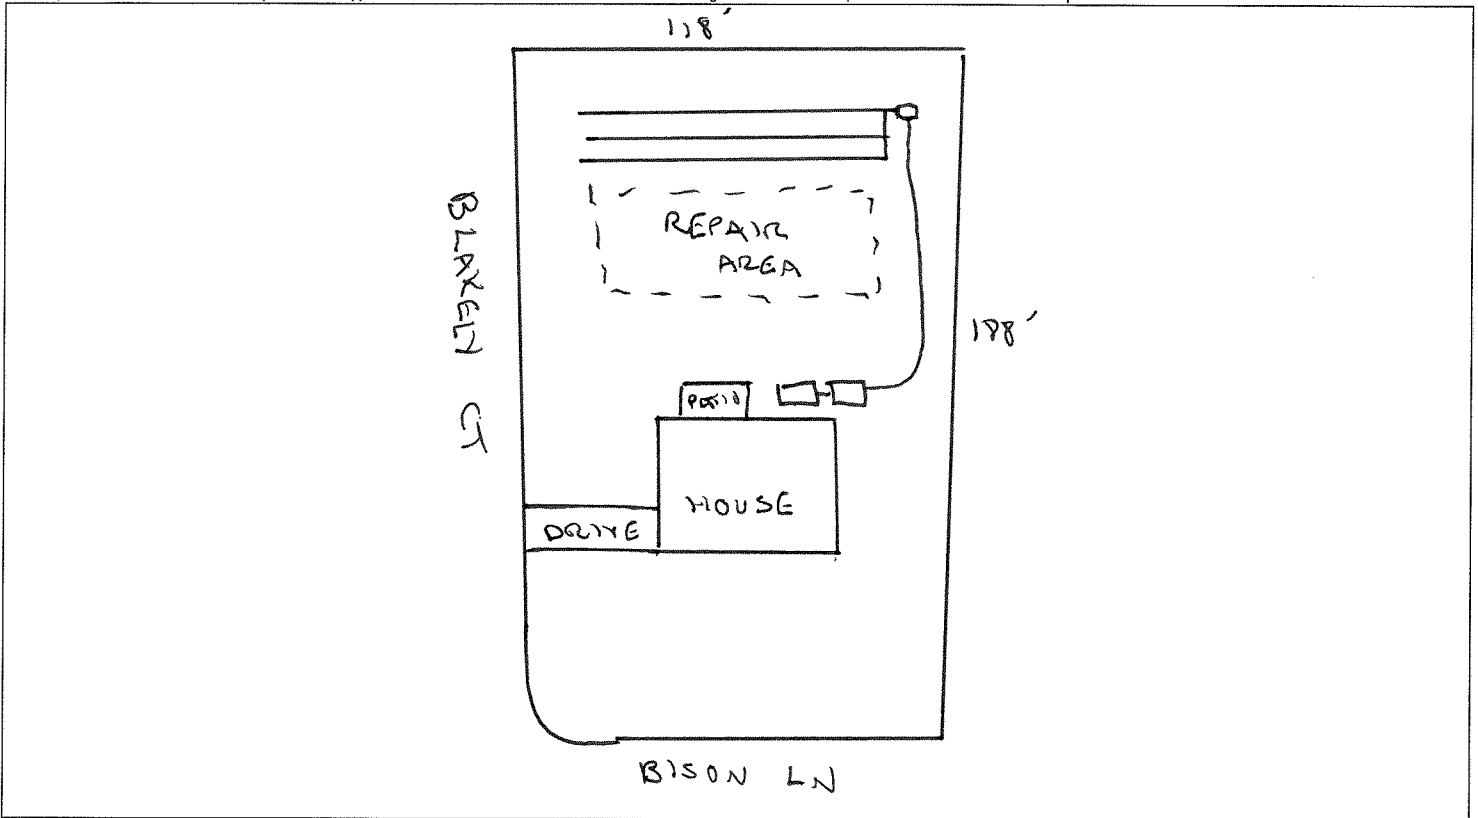 118'
BLAKELY CT
REPAIR
AREA
188'
PATIO
HOUSE
DRIVE
BISON LN